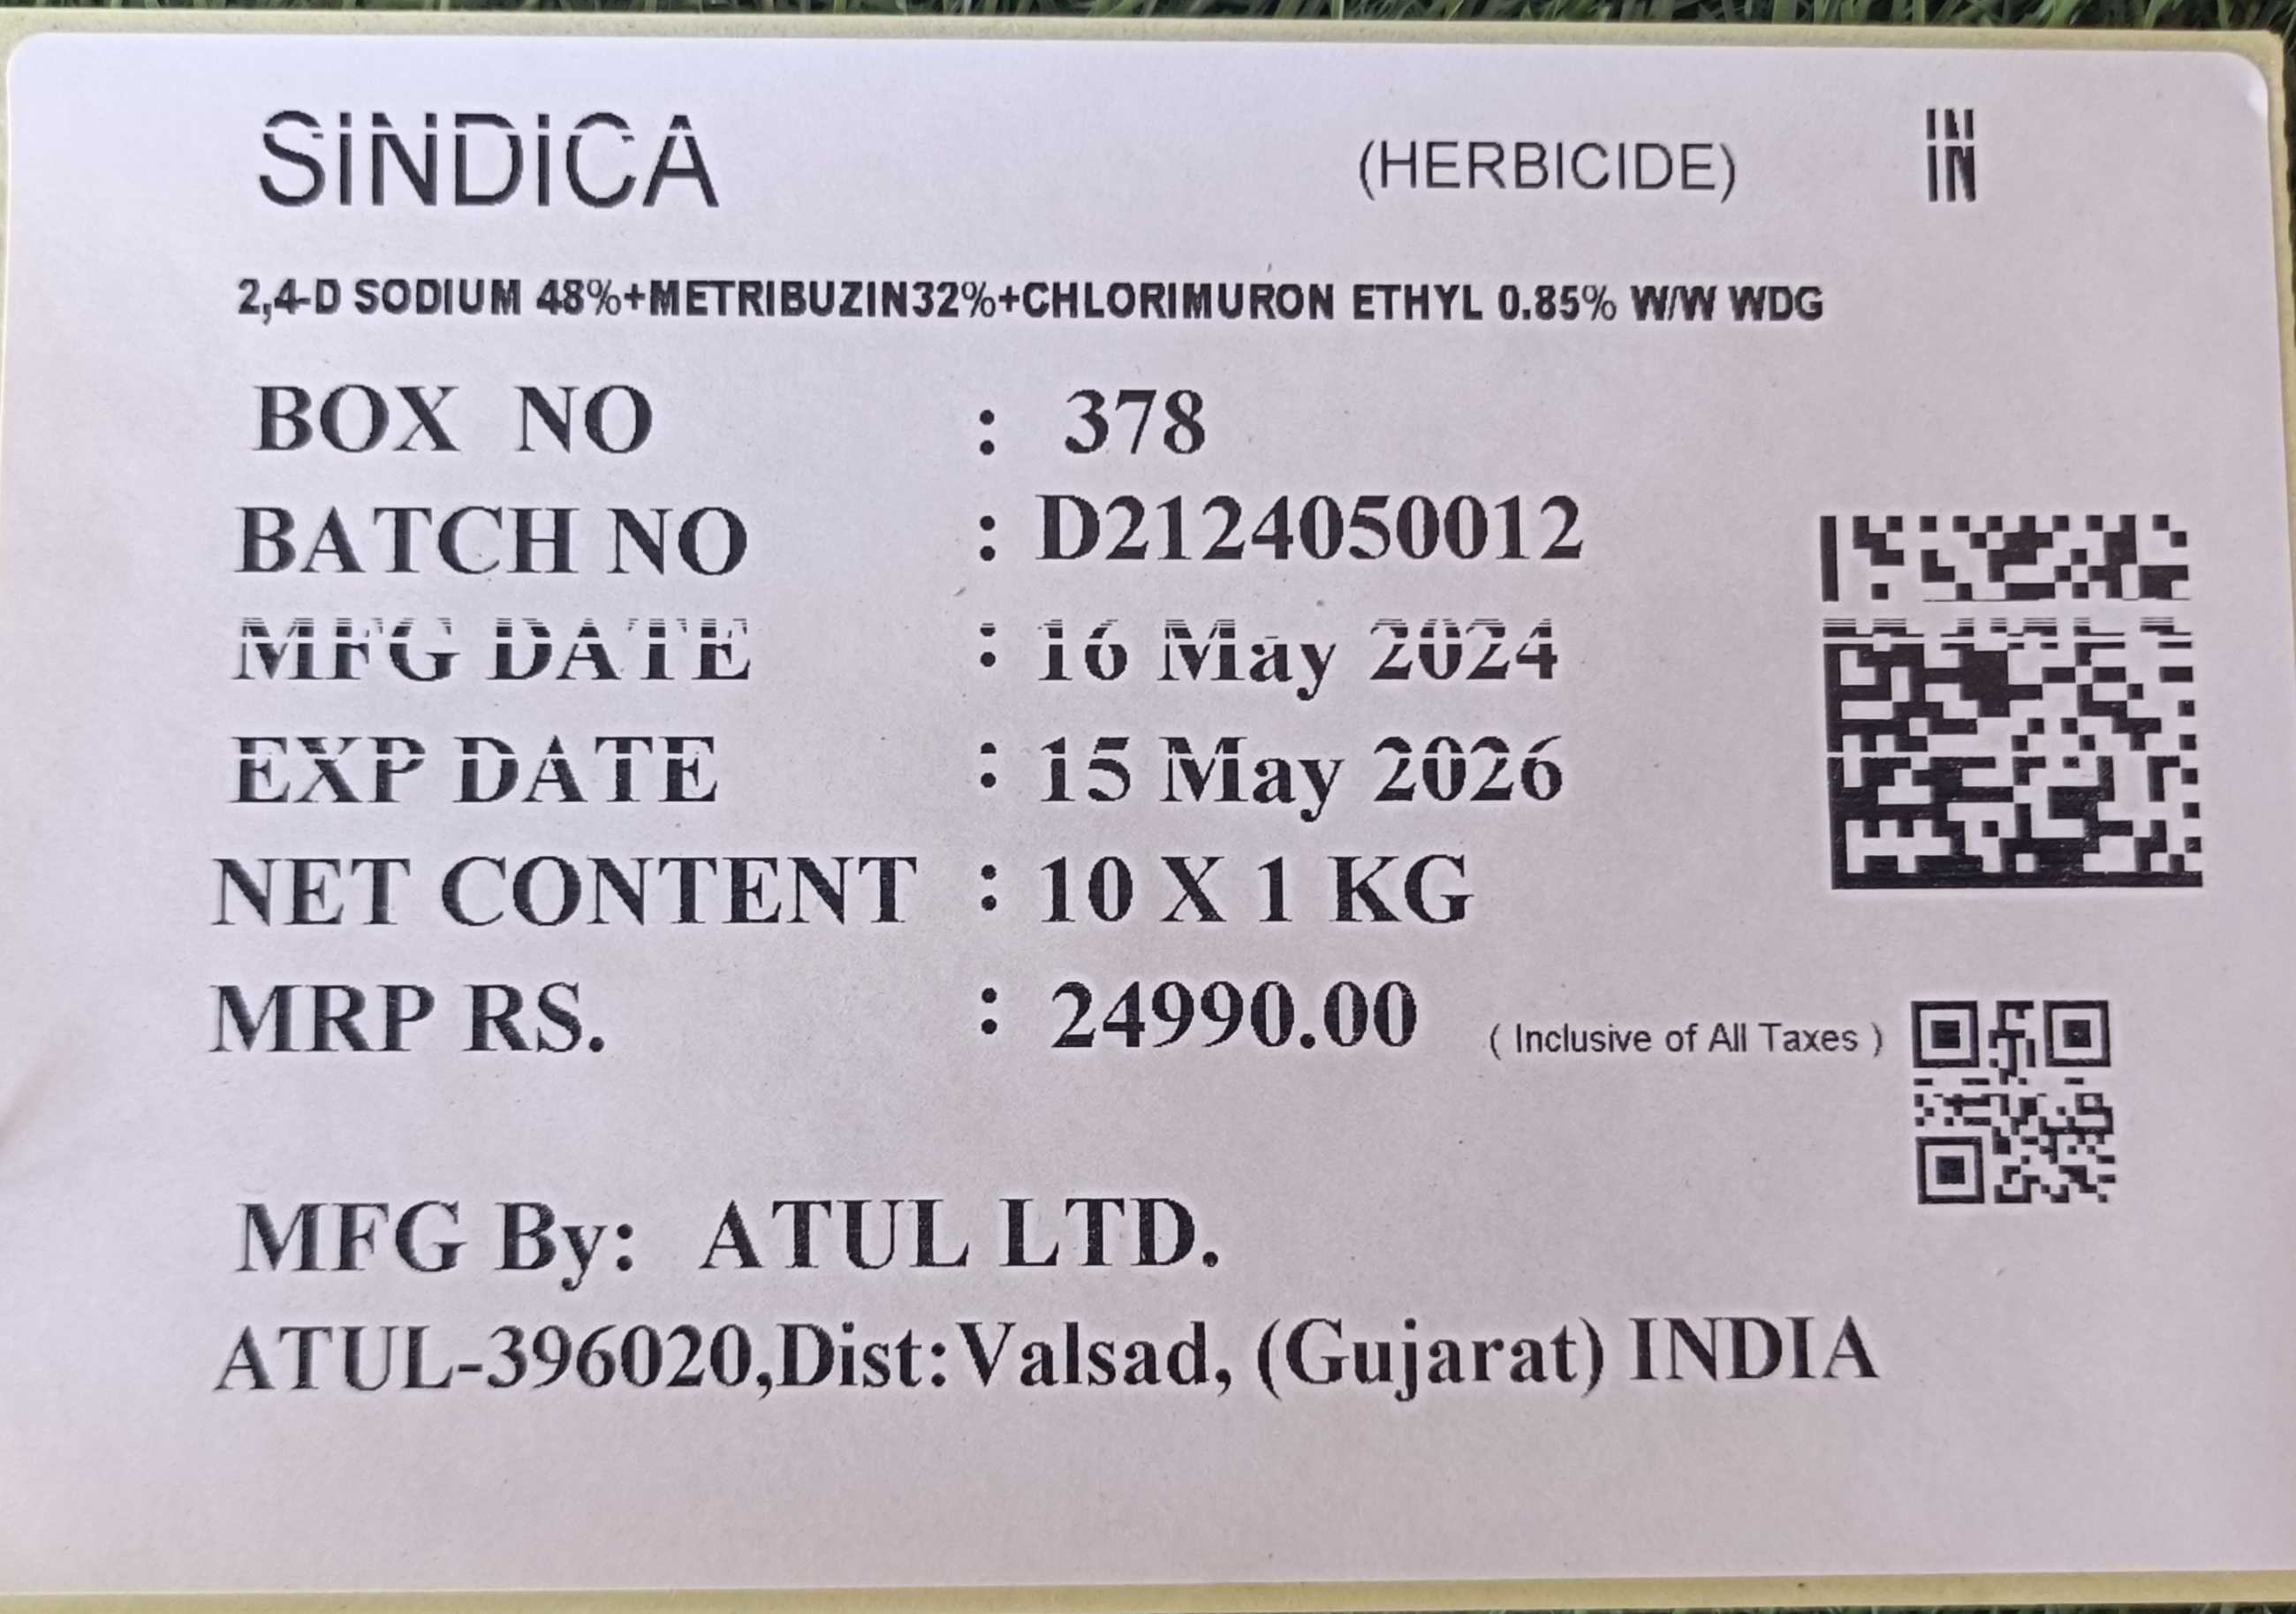 SINDICA (HERBICIDE) IN
2,4-D SODIUM 48%+METRIBUZIN32%+CHLORIMURON ETHYL 0.85% W/W WDG
BOX NO : 378
BATCH NO : D2124050012
MFG DATE : 16 May 2024
EXP DATE : 15 May 2026
NET CONTENT : 10 X 1 KG
MRP RS. : 24990.00 ( Inclusive of All Taxes )
MFG By: ATUL LTD.
ATUL-396020,Dist:Valsad, (Gujarat) INDIA